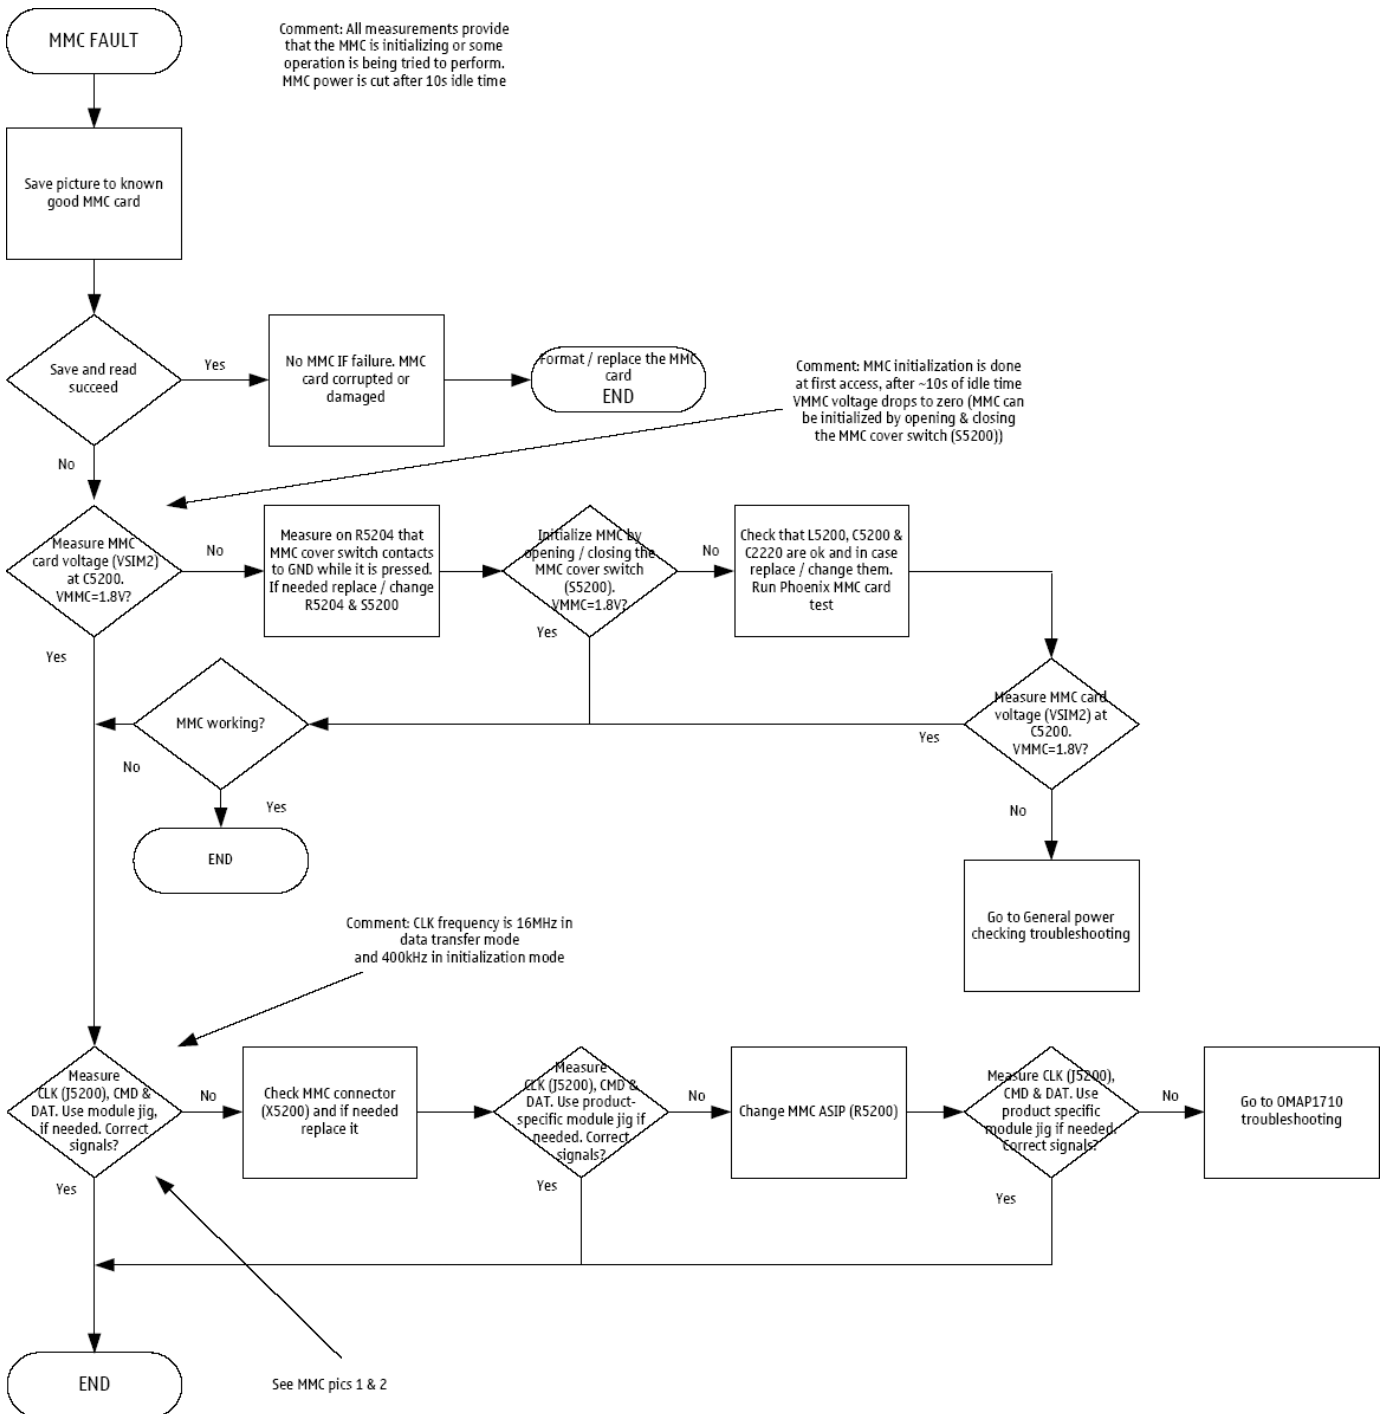 MMC FAULT
Comment: All measurements provide
that the MMC is initializing or some
operation is being tried to perform.
MMC power is cut after 10s idle time
Save picture to known
good MMC card
Save and read
succeed
Yes
No MMC IF failure. MMC
card corrupted or
damaged
Format / replace the MMC
card
END
Comment: MMC initialization is done
at first access, after ~10s of idle time
VMMC voltage drops to zero (MMC can
be initialized by opening & closing
the MMC cover switch (S5200))
No
Measure MMC
card voltage (VSIM2)
at C5200.
VMMC=1.8V?
No
Measure on R5204 that
MMC cover switch contacts
to GND while it is pressed.
If needed replace / change
R5204 & S5200
Initialize MMC by
opening / closing the
MMC cover switch
(S5200).
VMMC=1.8V?
No
Check that L5200, C5200 &
C2220 are ok and in case
replace / change them.
Run Phoenix MMC card
test
Yes
Yes
MMC working?
Measure MMC card
voltage (VSIM2) at
C5200.
VMMC=1.8V?
Yes
No
Yes
No
END
Go to General power
checking troubleshooting
Comment: CLK frequency is 16MHz in
data transfer mode
and 400kHz in initialization mode
Measure
CLK (J5200), CMD &
DAT. Use module jig,
if needed. Correct
signals?
No
Check MMC connector
(X5200) and if needed
replace it
Measure
CLK (J5200), CMD &
DAT. Use product-
specific module jig if
needed. Correct
signals?
No
Change MMC ASIP (R5200)
Measure CLK (J5200),
CMD & DAT. Use
product specific
module jig if needed.
Correct signals?
No
Go to OMAP1710
troubleshooting
Yes
Yes
Yes
END
See MMC pics 1 & 2